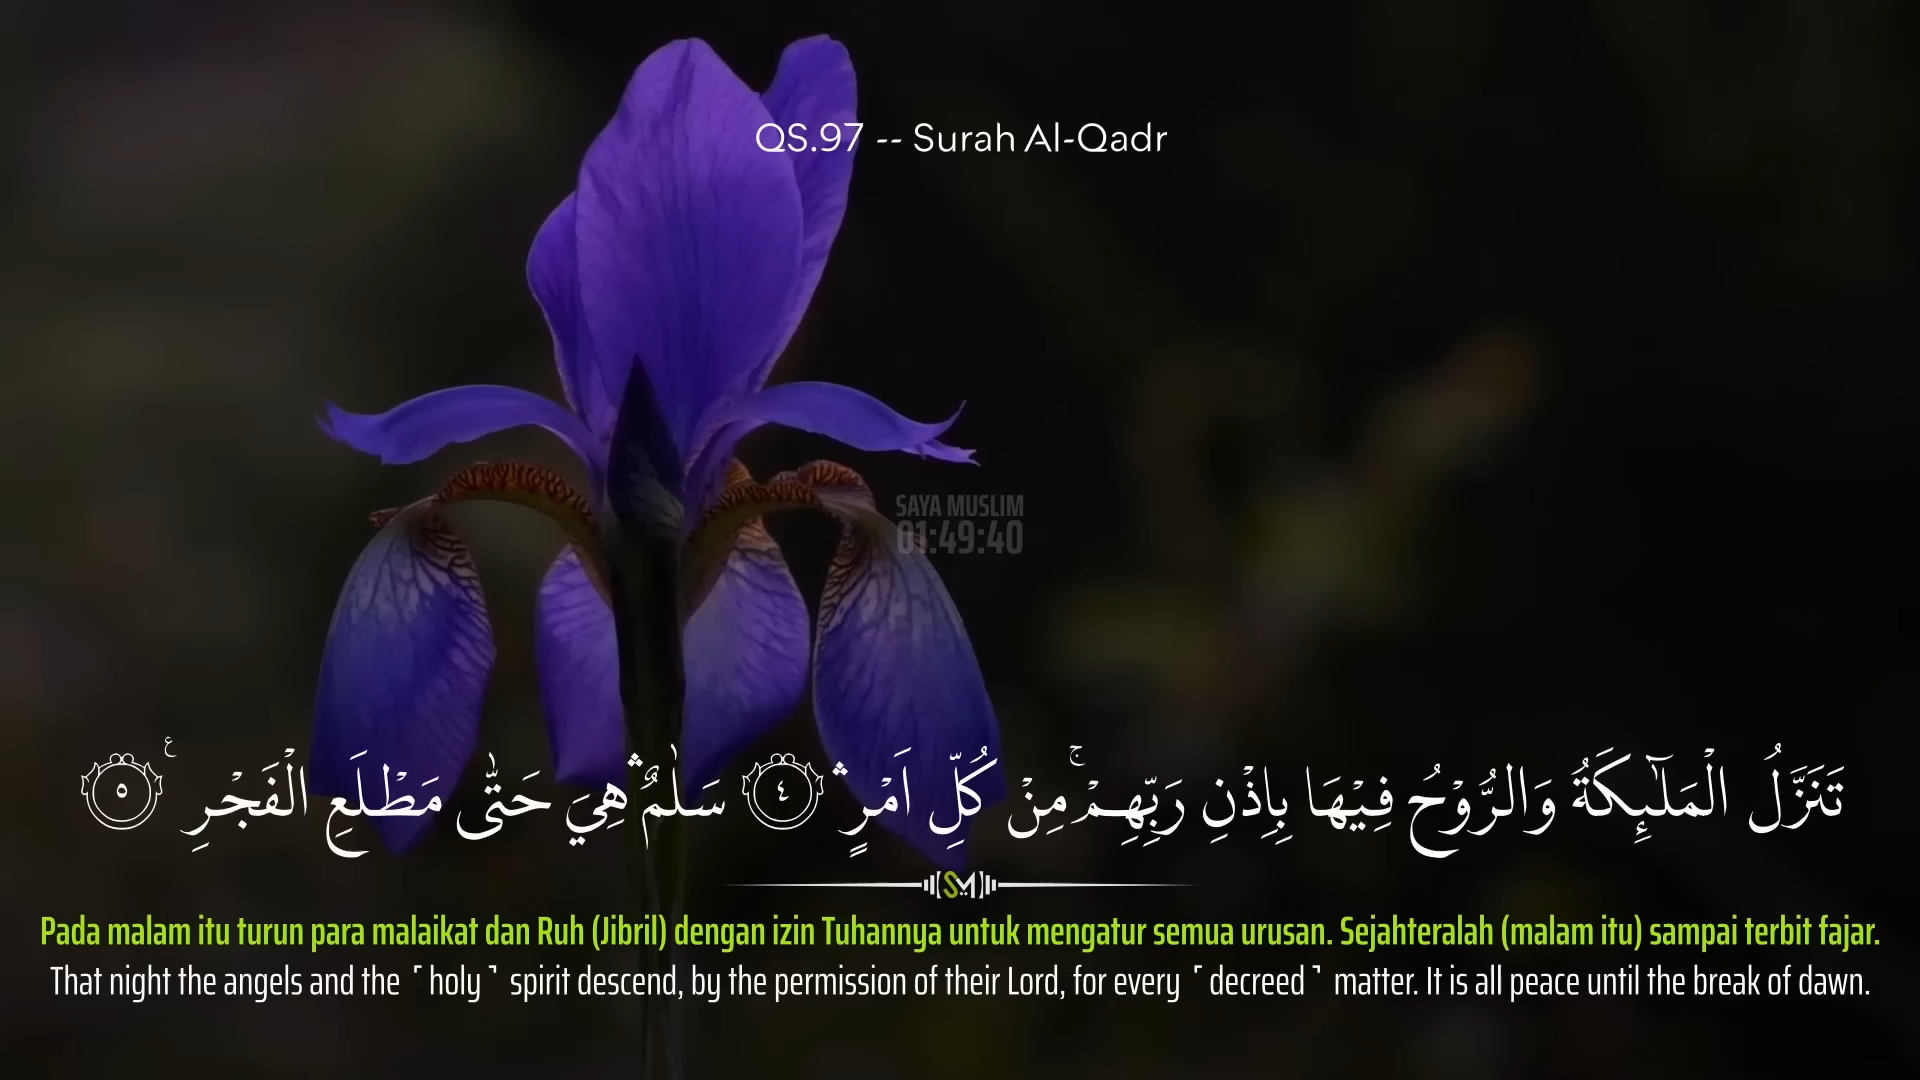 QS.97 -- Surah Al-Qadr
SAYA MUSLIM
01:49:40
تَنَزَّلُ الْمَلٰۤىِٕكَةُ وَالرُّوْحُ فِيْهَا بِاِذْنِ رَبِّهِمْۚ مِنْ كُلِّ اَمْرٍۛ ٤ سَلٰمٌۛ هِيَ حَتّٰى مَطْلَعِ الْفَجْرِ ࣖ ٥
SM
Pada malam itu turun para malaikat dan Ruh (Jibril) dengan izin Tuhannya untuk mengatur semua urusan. Sejahteralah (malam itu) sampai terbit fajar.
That night the angels and the ˹holy˺ spirit descend, by the permission of their Lord, for every ˹decreed˺ matter. It is all peace until the break of dawn.